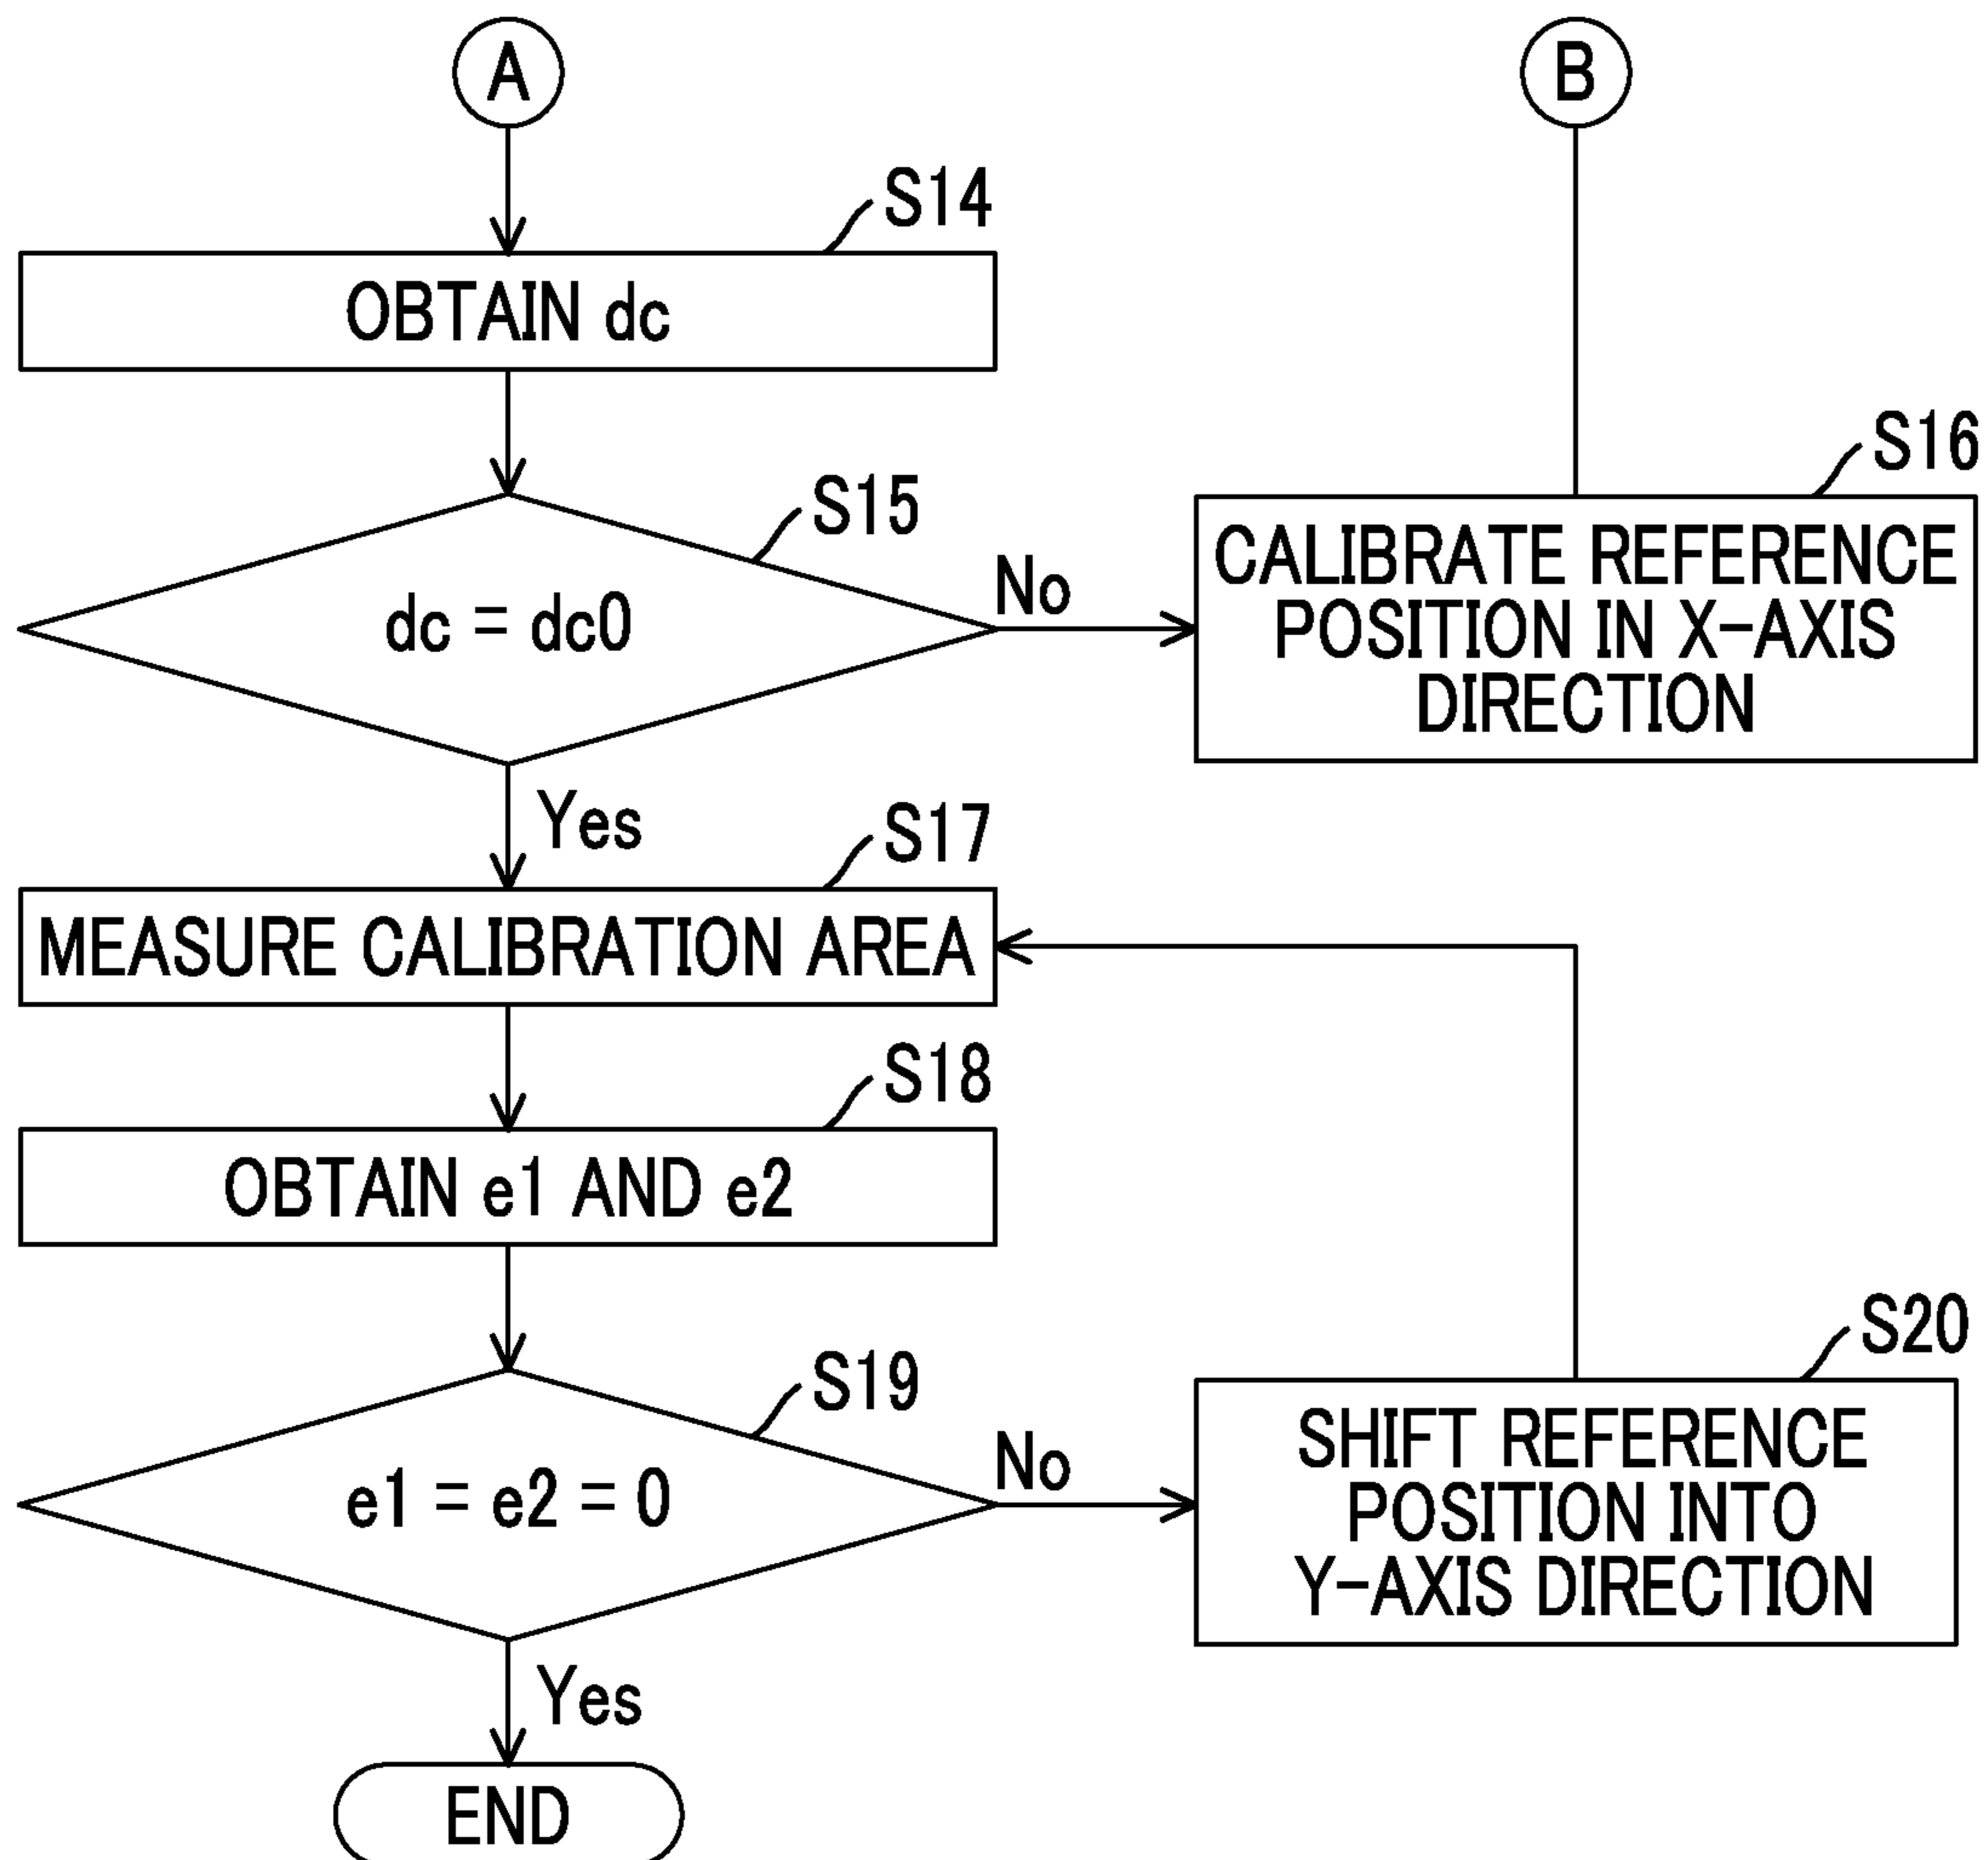 A
B
S14
OBTAIN dc
S15
dc = dc0
No
S16
CALIBRATE REFERENCE
POSITION IN X-AXIS
DIRECTION
Yes
S17
MEASURE CALIBRATION AREA
S18
OBTAIN e1 AND e2
S19
e1 = e2 = 0
No
S20
SHIFT REFERENCE
POSITION INTO
Y-AXIS DIRECTION
Yes
END